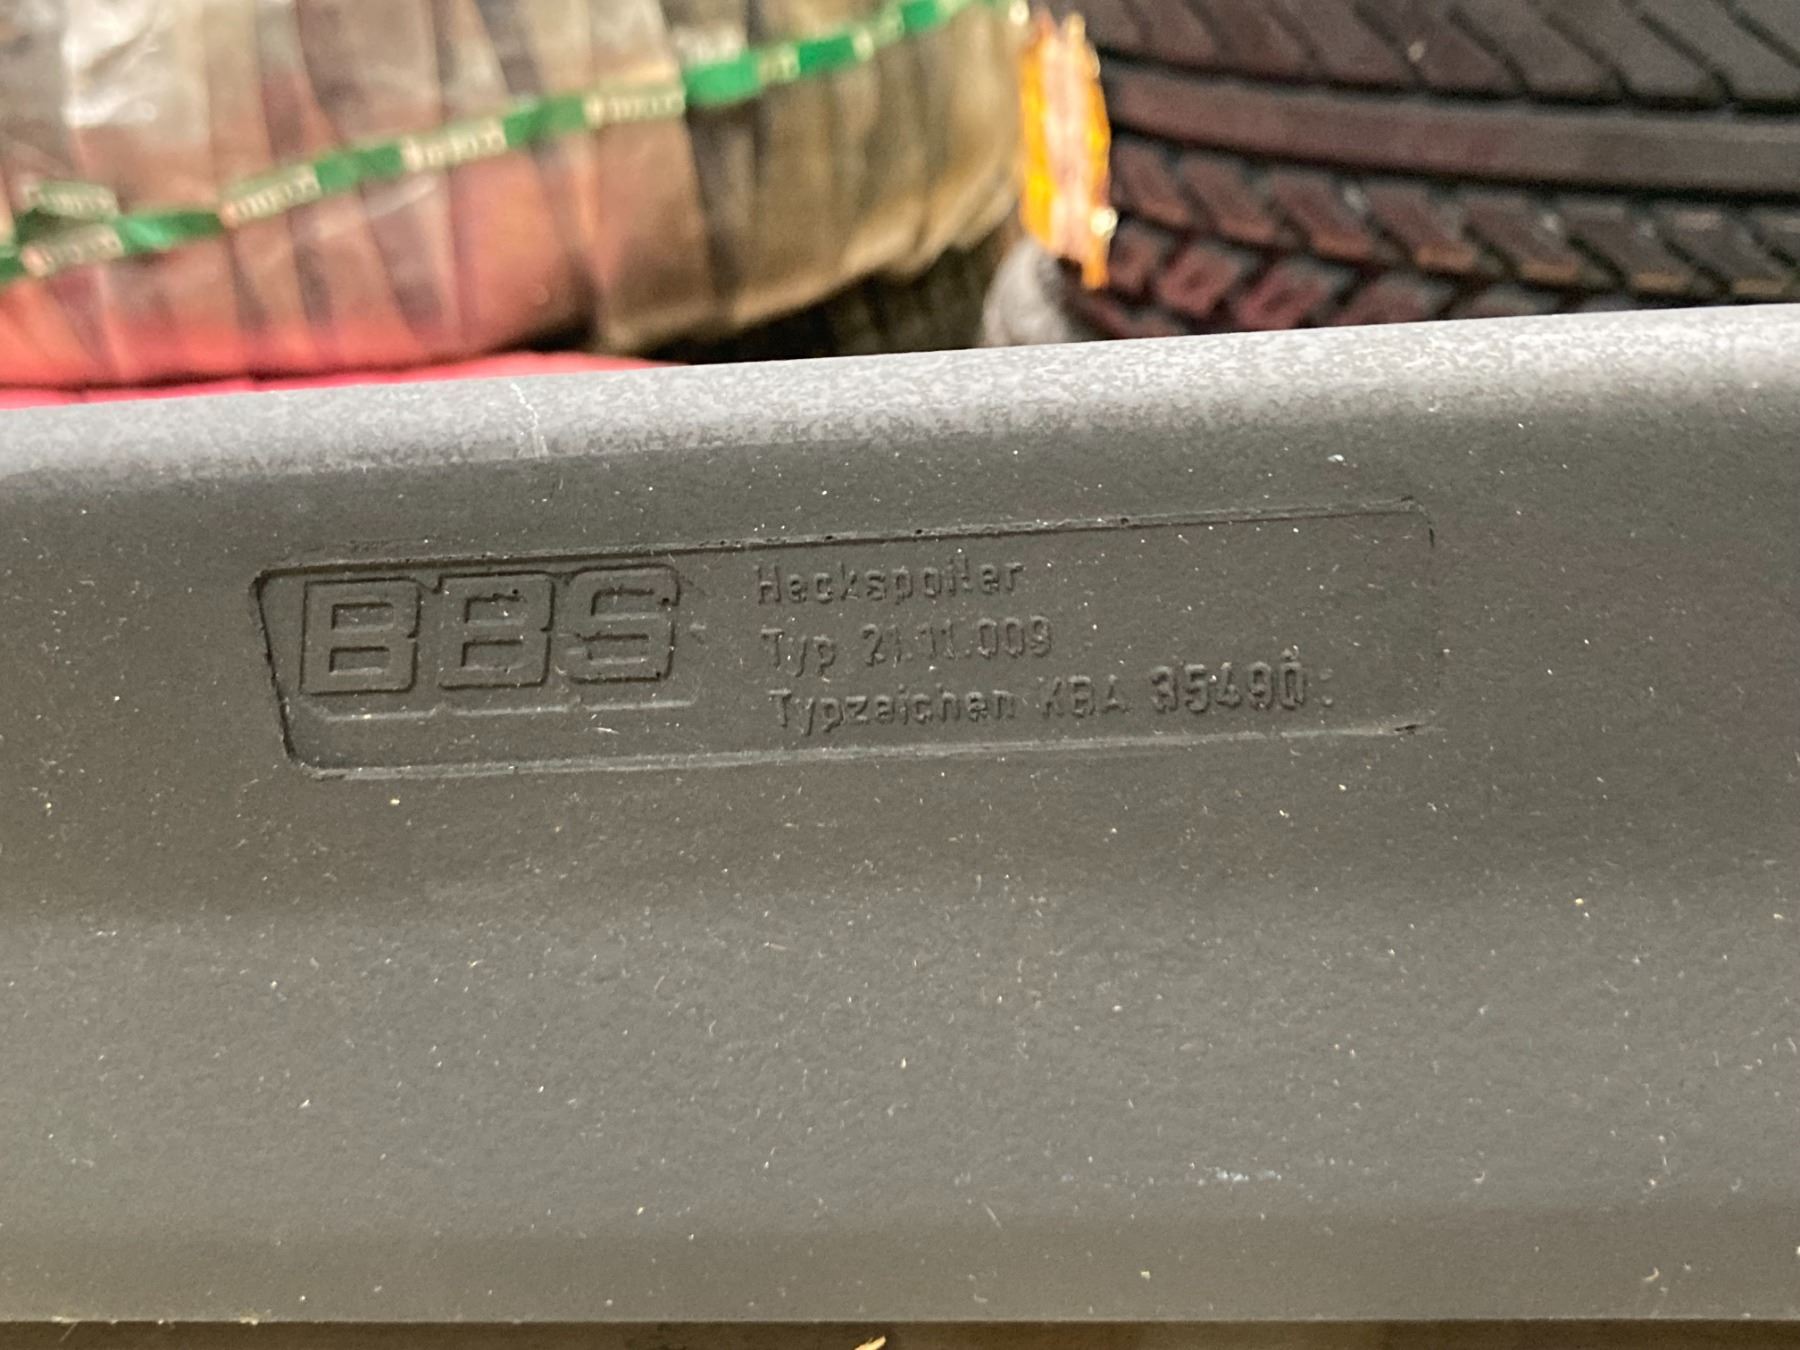 BBS
Heckspoiler
Typ 21.11.009
Typzeichen KBA 35490